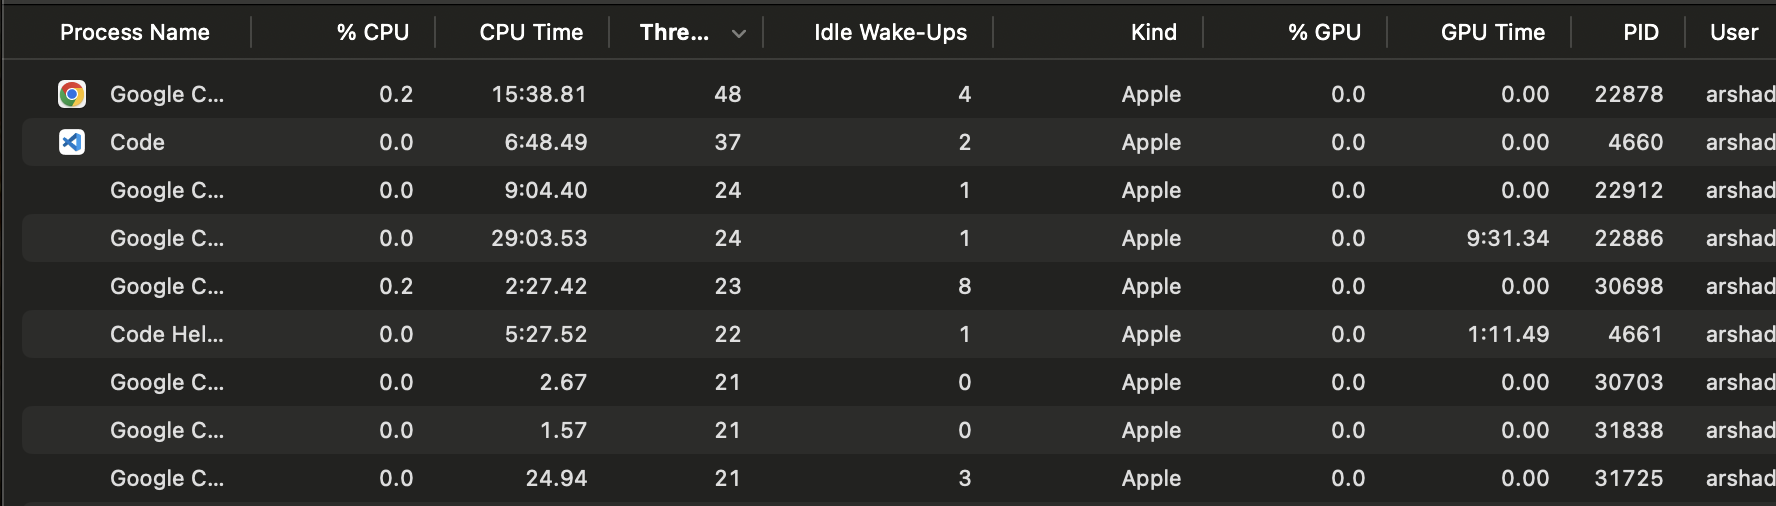 Process Name % CPU CPU Time Thre... Idle Wake-Ups Kind % GPU GPU Time PID User
Google C... 0.2 15:38.81 48 4 Apple 0.0 0.00 22878 arshad
Code 0.0 6:48.49 37 2 Apple 0.0 0.00 4660 arshad
Google C... 0.0 9:04.40 24 1 Apple 0.0 0.00 22912 arshad
Google C... 0.0 29:03.53 24 1 Apple 0.0 9:31.34 22886 arshad
Google C... 0.2 2:27.42 23 8 Apple 0.0 0.00 30698 arshad
Code Hel... 0.0 5:27.52 22 1 Apple 0.0 1:11.49 4661 arshad
Google C... 0.0 2.67 21 0 Apple 0.0 0.00 30703 arshad
Google C... 0.0 1.57 21 0 Apple 0.0 0.00 31838 arshad
Google C... 0.0 24.94 21 3 Apple 0.0 0.00 31725 arshad